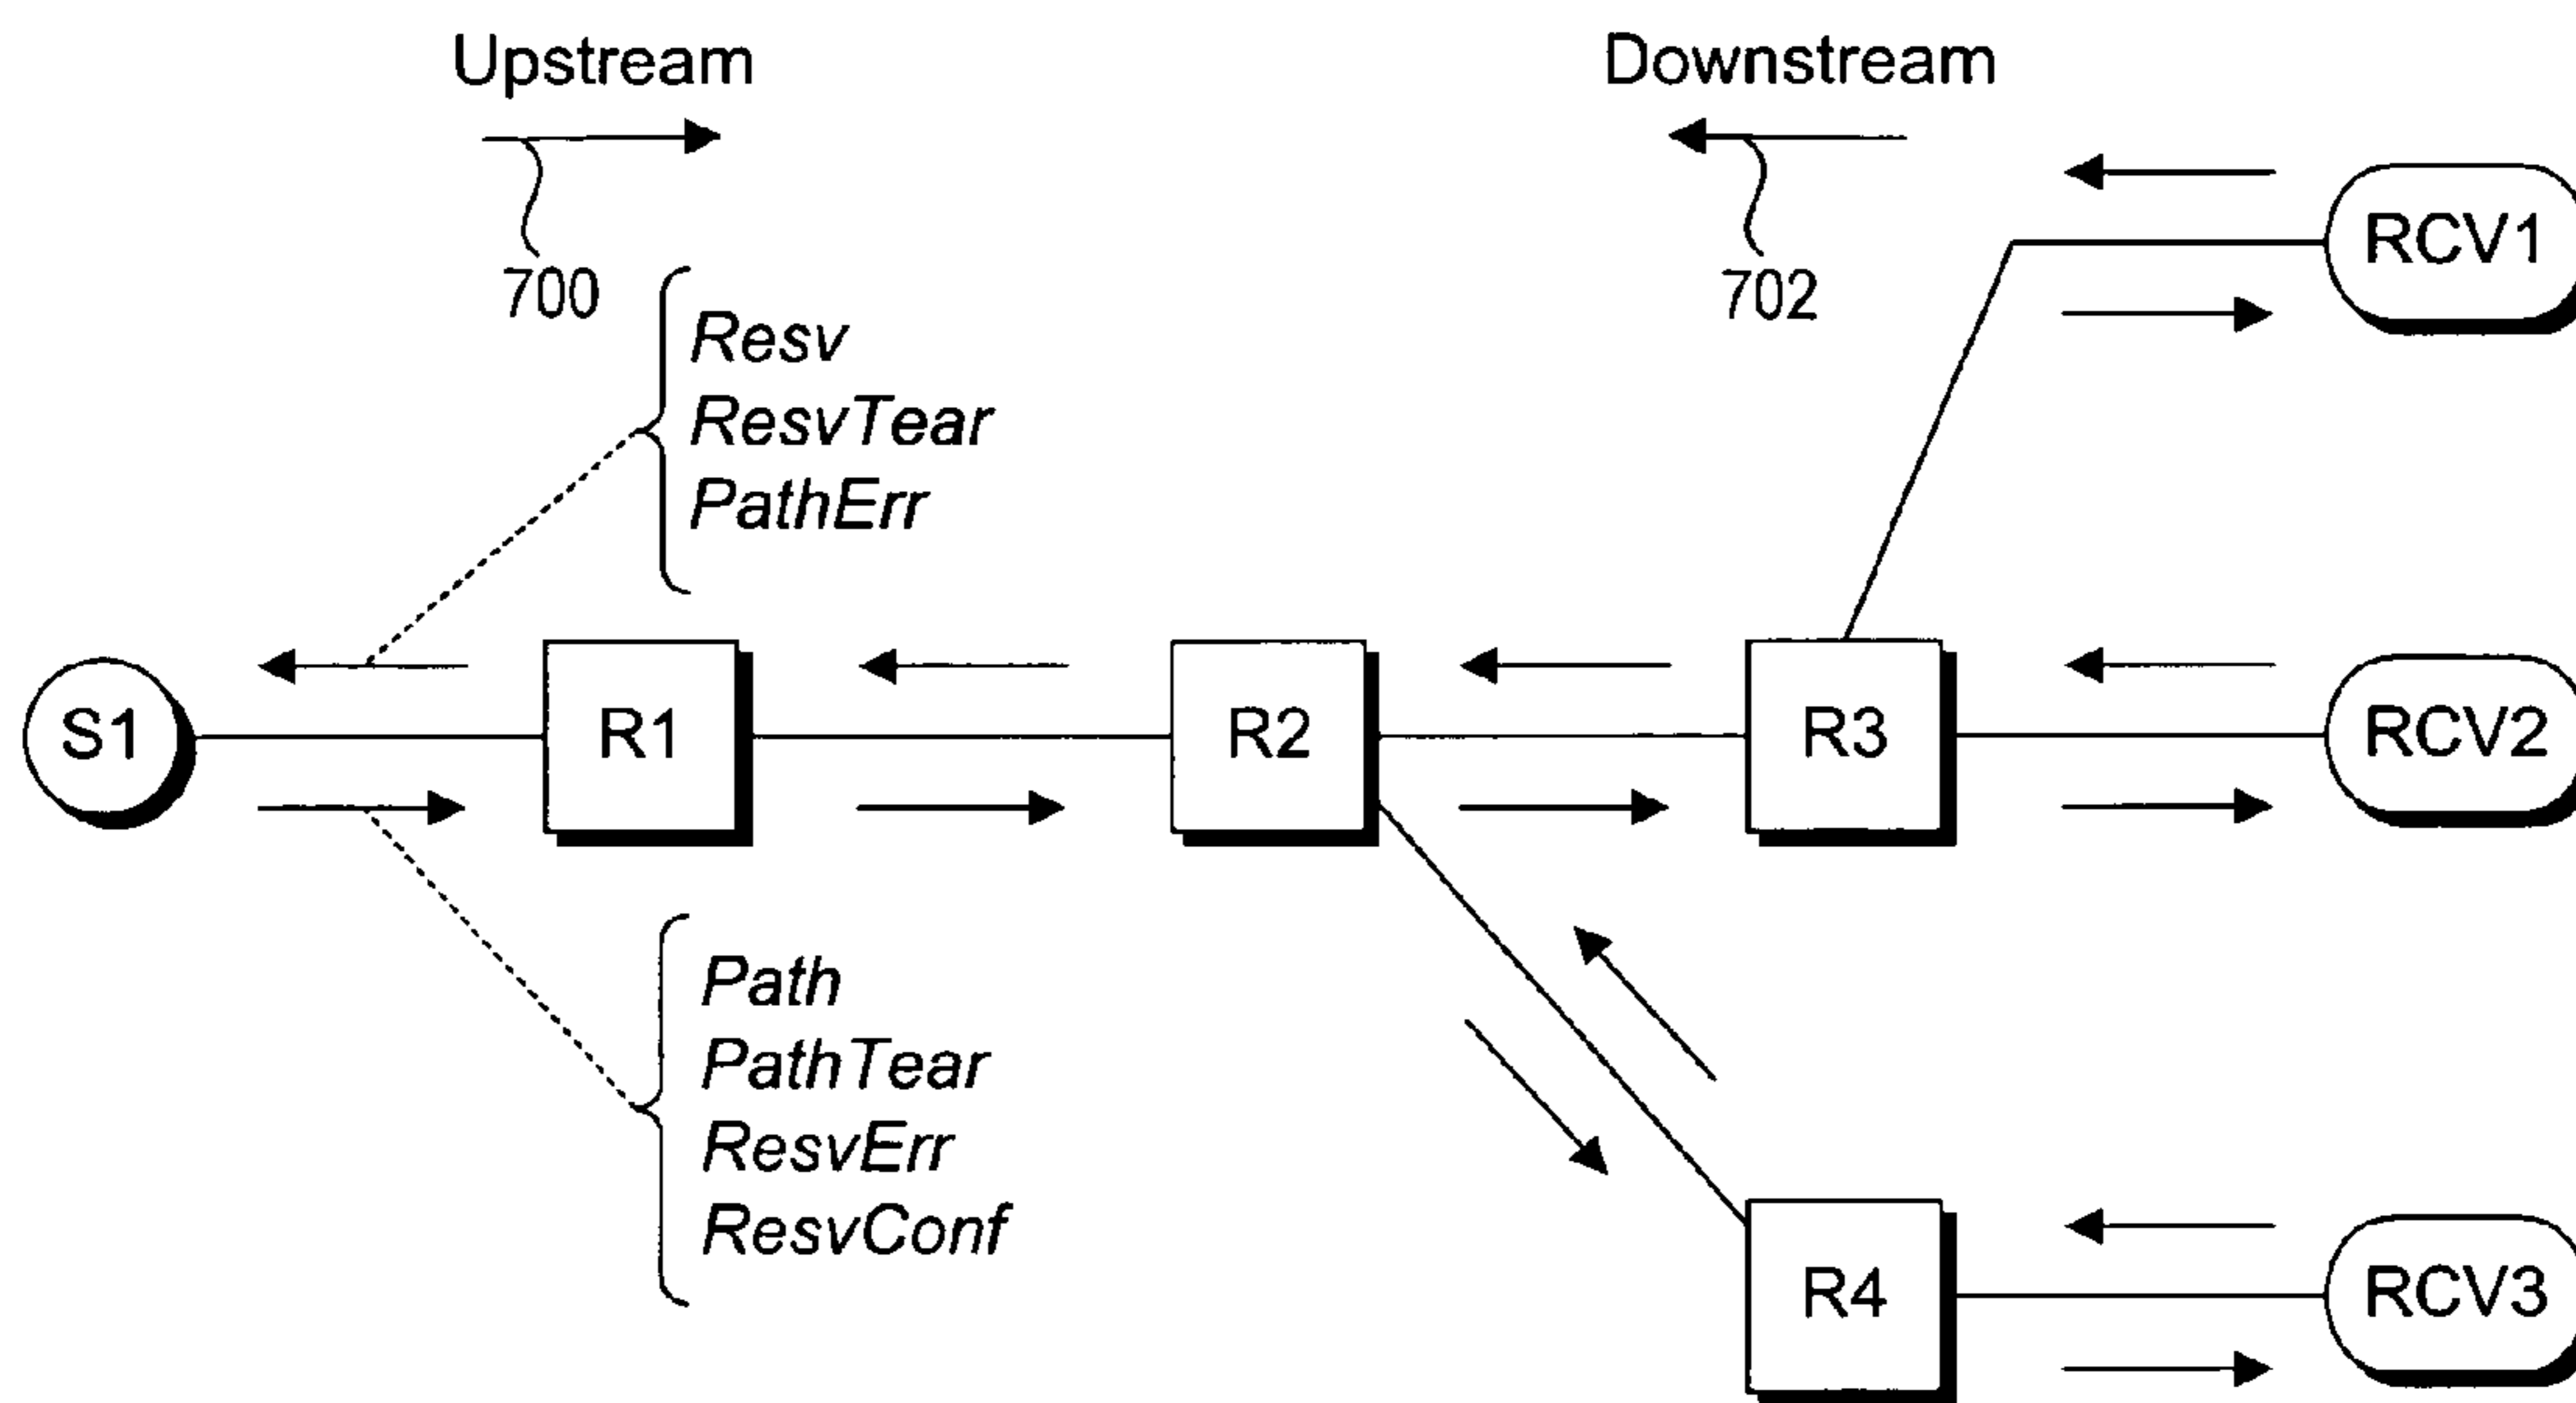 Upstream
Downstream
700
702
RCV1
Resv
ResvTear
PathErr
S1
R1
R2
R3
RCV2
Path
PathTear
ResvErr
ResvConf
R4
RCV3